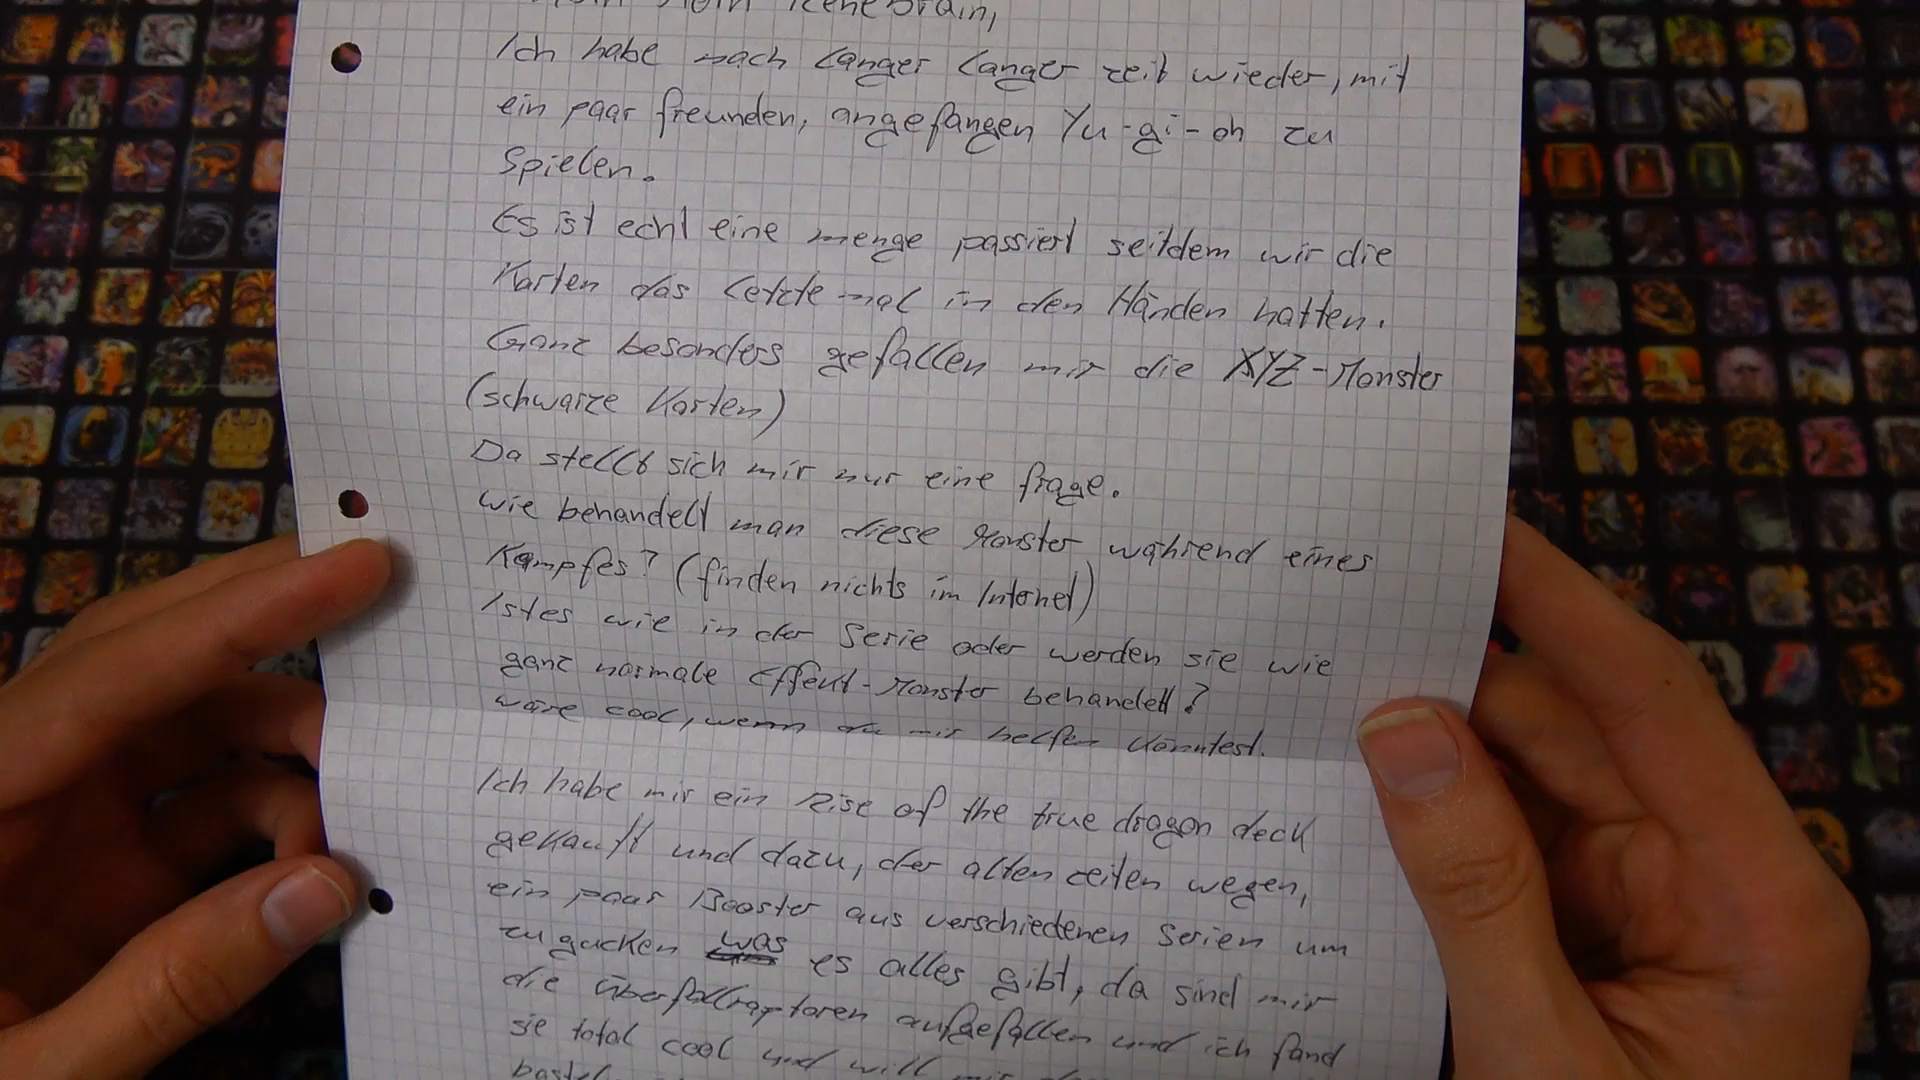 Moin Moin
Ich habe nach langer langer zeit wieder, mit
ein paar freunden, angefangen Yu-gi-oh zu
Spielen.
Es ist echt eine menge passiert seitdem wir die
Karten das letzte mal in den Händen hatten.
Ganz besonders gefallen mir die XYZ-Monster
(schwarze Karten)
Da stellt sich mir nur eine frage.
wie behandelt man diese Monster während eines
Kampfes? (finden nichts im Internet)
Ist es wie in der Serie oder werden sie wie
ganz normale Effekt-Monster behandelt?
wäre cool, wenn du mir helfen könntest.
Ich habe mir ein Rise of the true dragon deck
gekauft und dazu, der alten zeiten wegen,
ein paar Booster aus verschiedenen Serien um
zu gucken was es alles gibt, da sind mir
die Überfallraptoren aufgefallen und ich fand
sie total cool und will mir